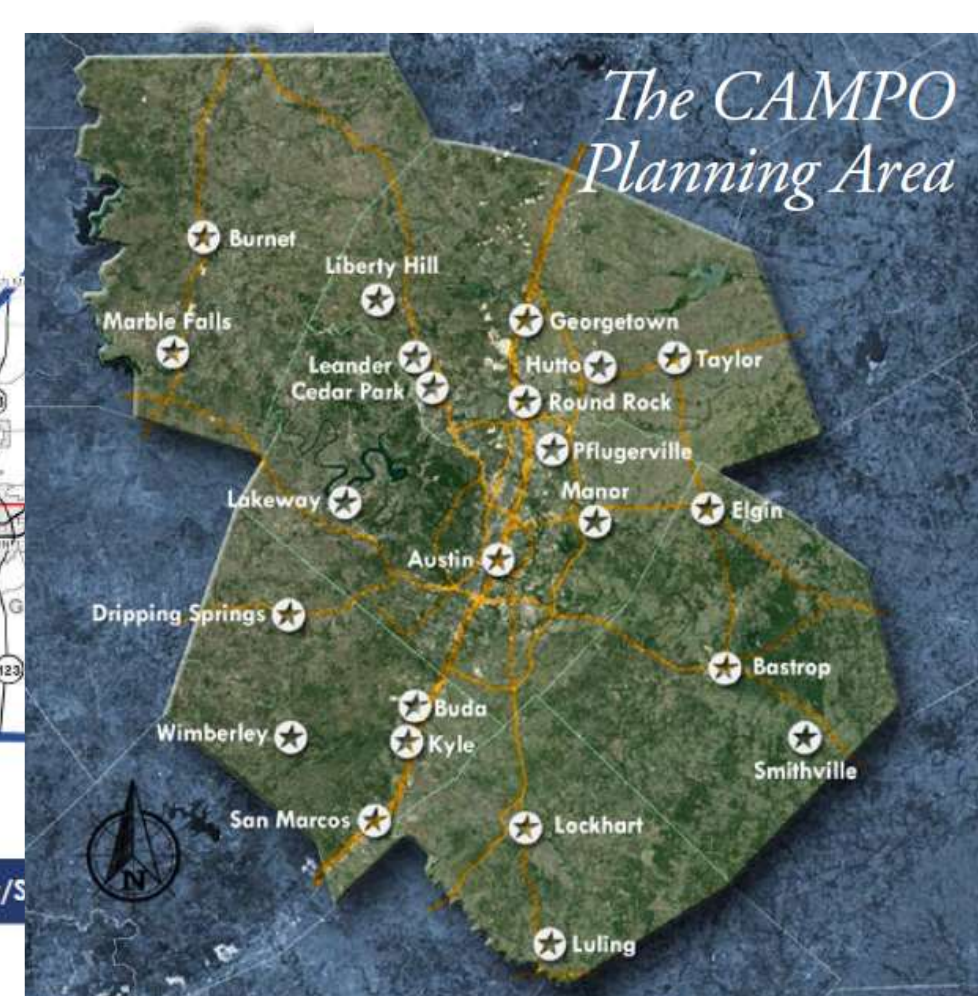 The CAMPO
Planning Area
Burnet
Liberty Hill
Marble Falls
Georgetown
Leander
Hutto
Taylor
Cedar Park
Round Rock
Pflugerville
Manor
Lakeway
Elgin
Austin
Dripping Springs
123
Bastrop
Buda
Wimberley
Kyle
Smithville
San Marcos
Lockhart
N
/S
Luling